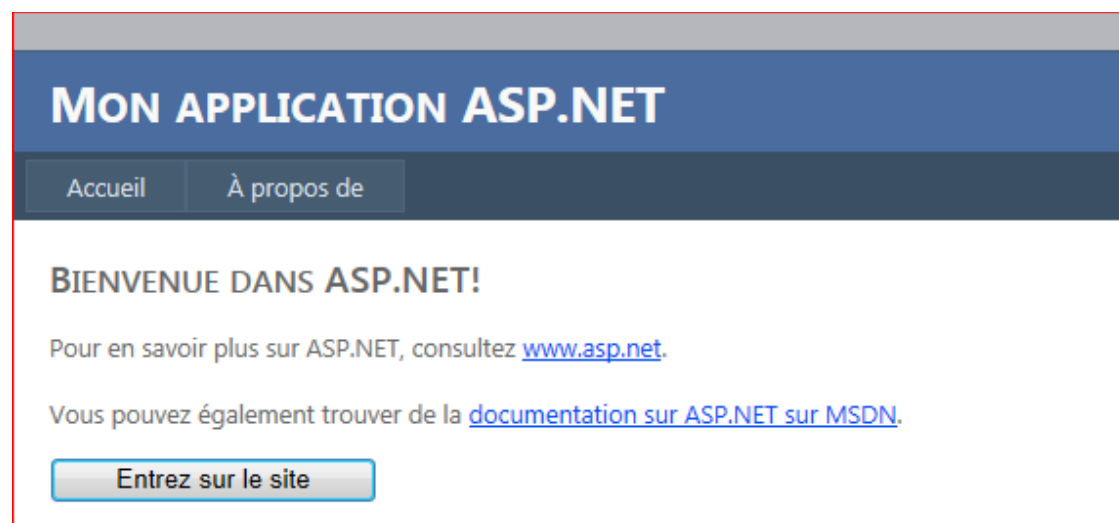 MON APPLICATION ASP.NET
Accueil À propos de
BIENVENUE DANS ASP.NET!
Pour en savoir plus sur ASP.NET, consultez www.asp.net.
Vous pouvez également trouver de la documentation sur ASP.NET sur MSDN.
Entrez sur le site